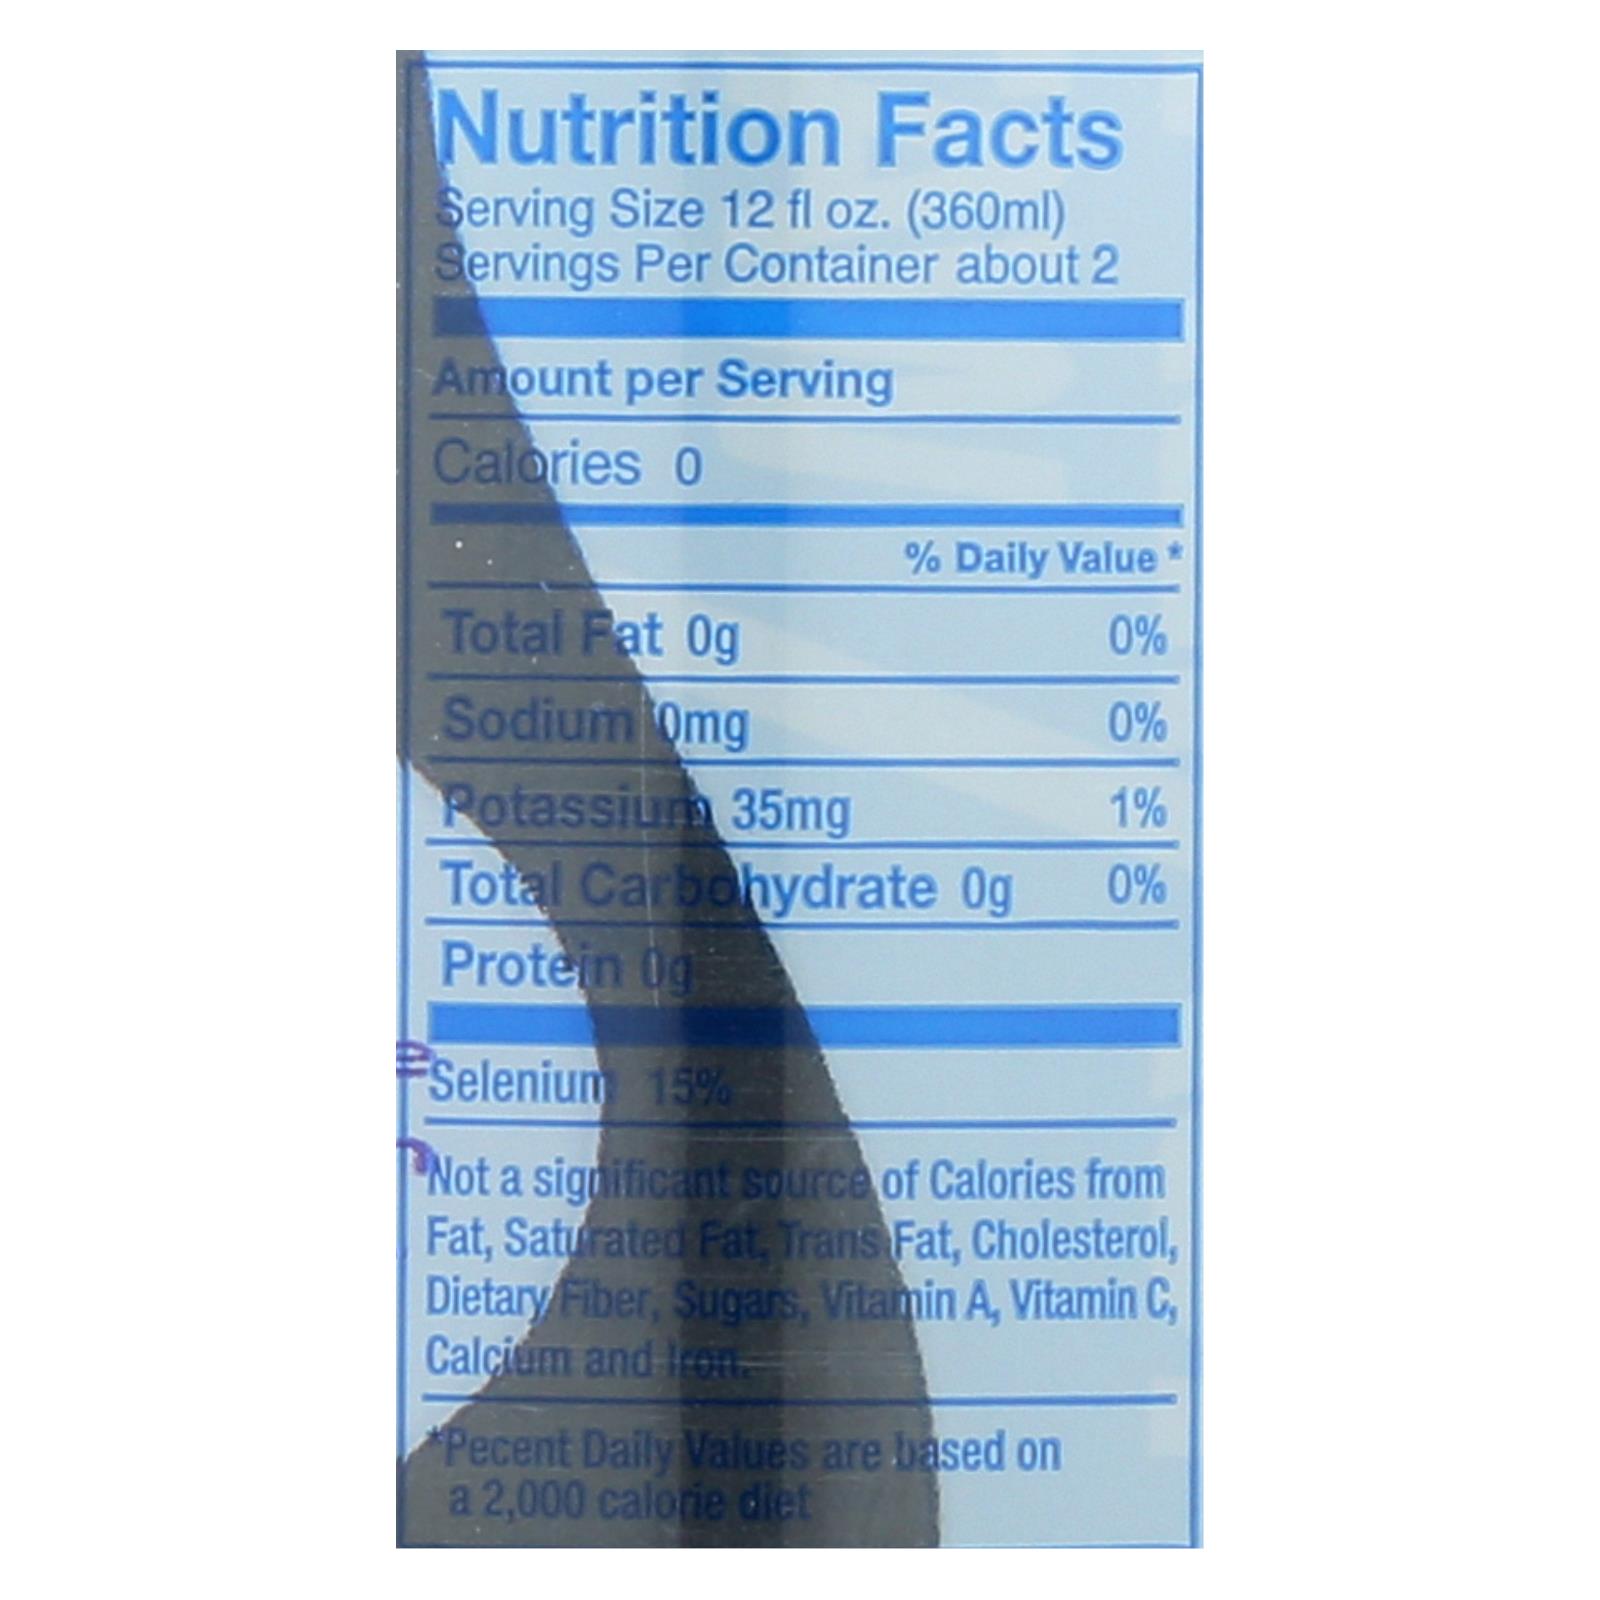 Nutrition Facts
Serving Size 12 fl oz. (360ml)
Servings Per Container about 2
Amount per Serving
Calories 0
% Daily Value *
Total Fat 0g 0%
Sodium 0mg 0%
Potassium 35mg 1%
Total Carbohydrate 0g 0%
Protein 0g
Selenium 15%
Not a significant source of Calories from
Fat, Saturated Fat, Trans Fat, Cholesterol,
Dietary Fiber, Sugars, Vitamin A, Vitamin C,
Calcium and Iron.
*Pecent Daily Values are based on
a 2,000 calorie diet